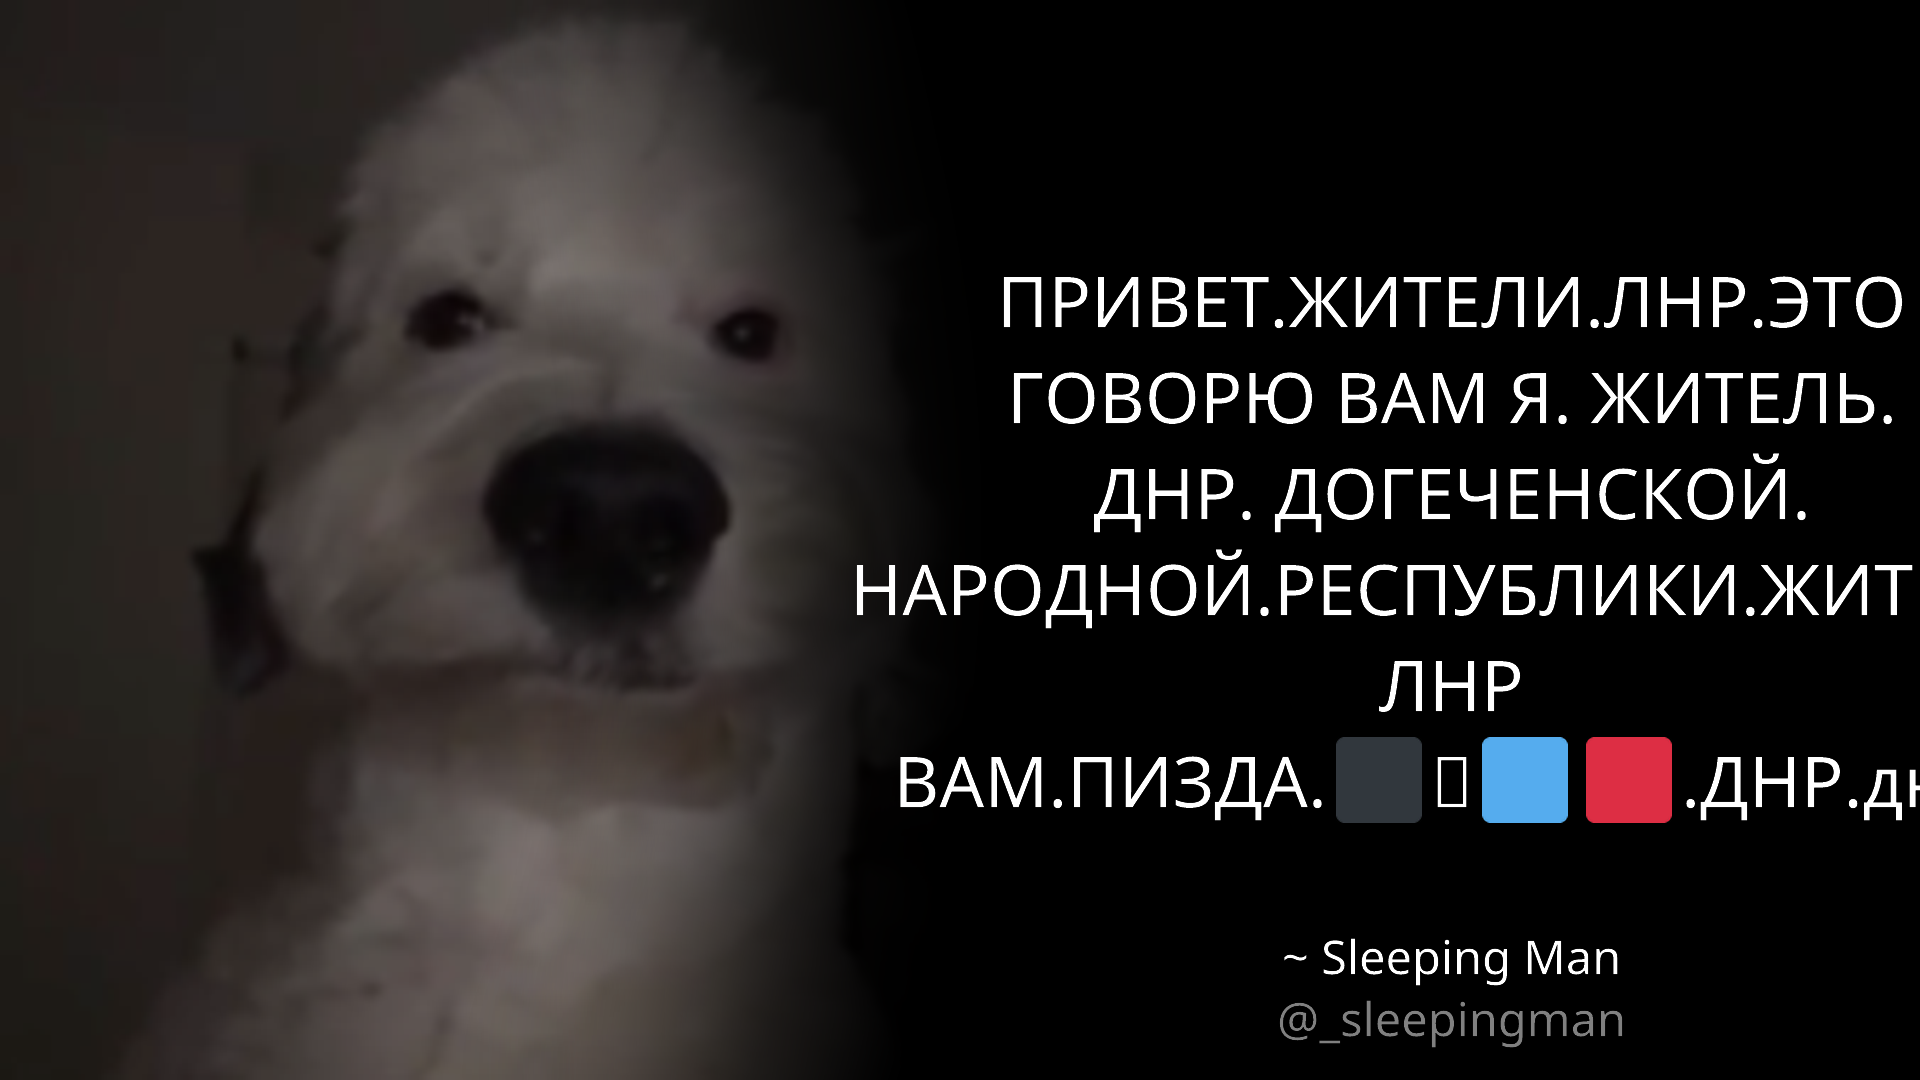 ПРИВЕТ.ЖИТЕЛИ.ЛНР.ЭТО
ГОВОРЮ ВАМ Я. ЖИТЕЛЬ.
ДНР. ДОГЕЧЕНСКОЙ.
НАРОДНОЙ.РЕСПУБЛИКИ.ЖИТ
ЛНР
ВАМ.ПИЗДА.⬛▯🟦🟥.ДНР.дн
~ Sleeping Man
@_sleepingman